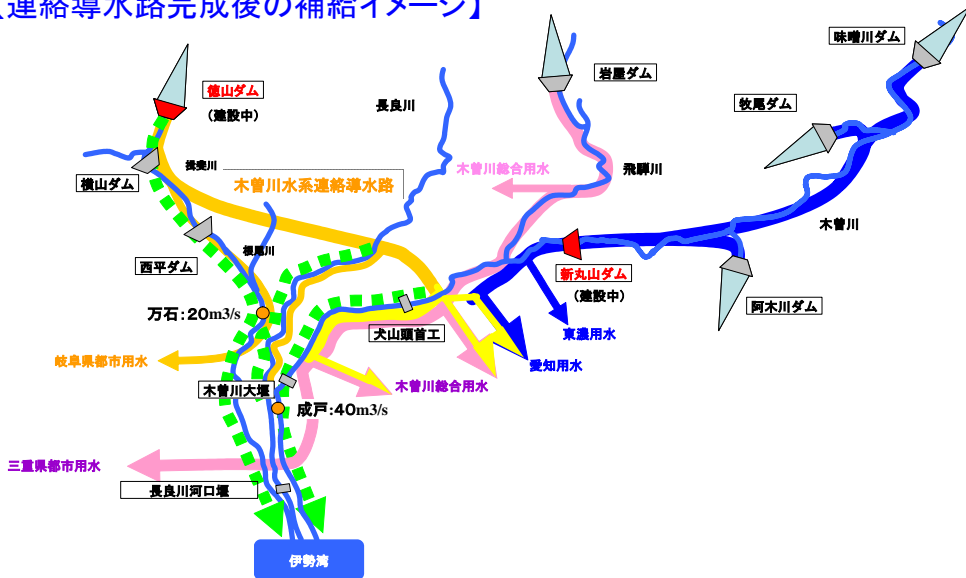 【連絡導水路完成後の補給イメージ】
味噌川ダム
岩屋ダム
徳山ダム
(建設中)
長良川
牧尾ダム
揖斐川
木曽川総合用水
飛騨川
横山ダム
木曽川水系連絡導水路
木曽川
根尾川
西平ダム
新丸山ダム
(建設中)
阿木川ダム
万石:20m3/s
犬山頭首工
東濃用水
岐阜県都市用水
愛知用水
木曽川大堰
木曽川総合用水
成戸:40m3/s
三重県都市用水
長良川河口堰
伊勢湾